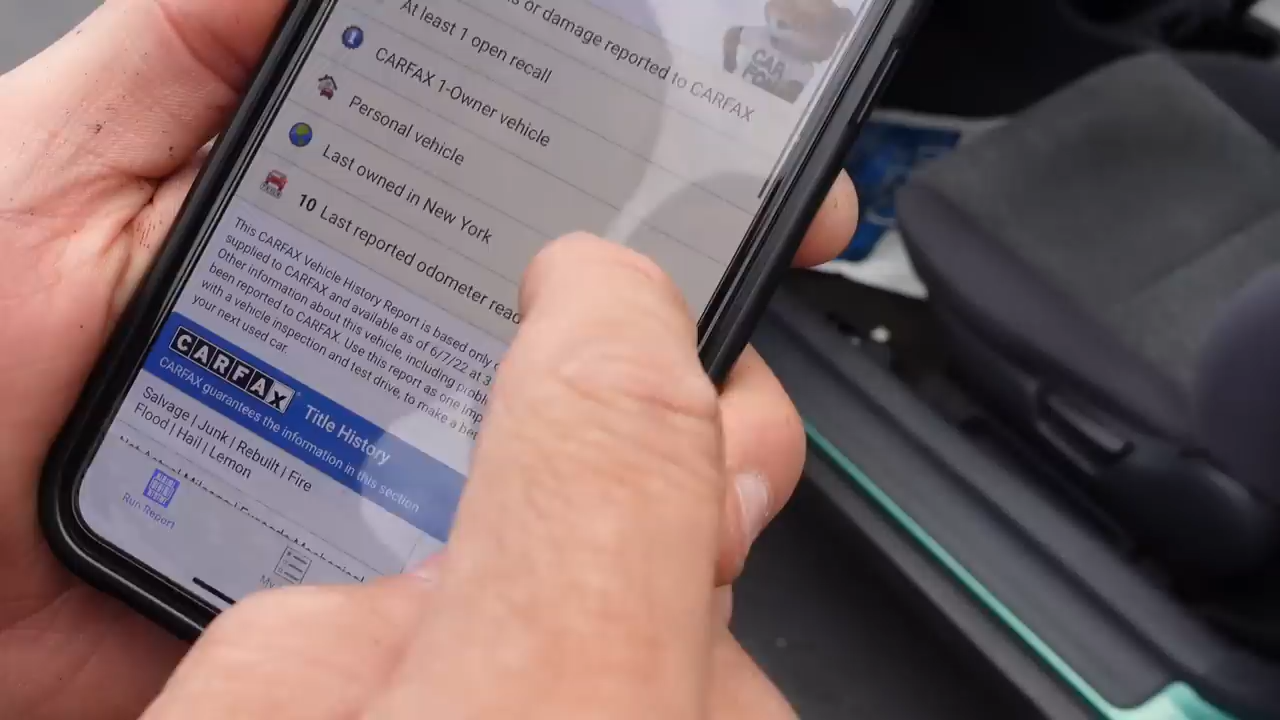 or damage reported to CARFAX
CAR
At least 1 open recall
CARFAX 1-Owner vehicle
Personal vehicle
Last owned in New York
10 Last reported odometer
This CARFAX Vehicle History Report is based only
supplied to CARFAX and available as of 6/7/22 at
Other information about this vehicle, including
been reported to CARFAX. Use this report as one
with a vehicle inspection and test drive, to make a
your next used car.
CARFAX Title History
CARFAX guarantees the information in this section
Salvage | Junk | Rebuilt | Fire
Flood | Hail | Lemon
Run Report